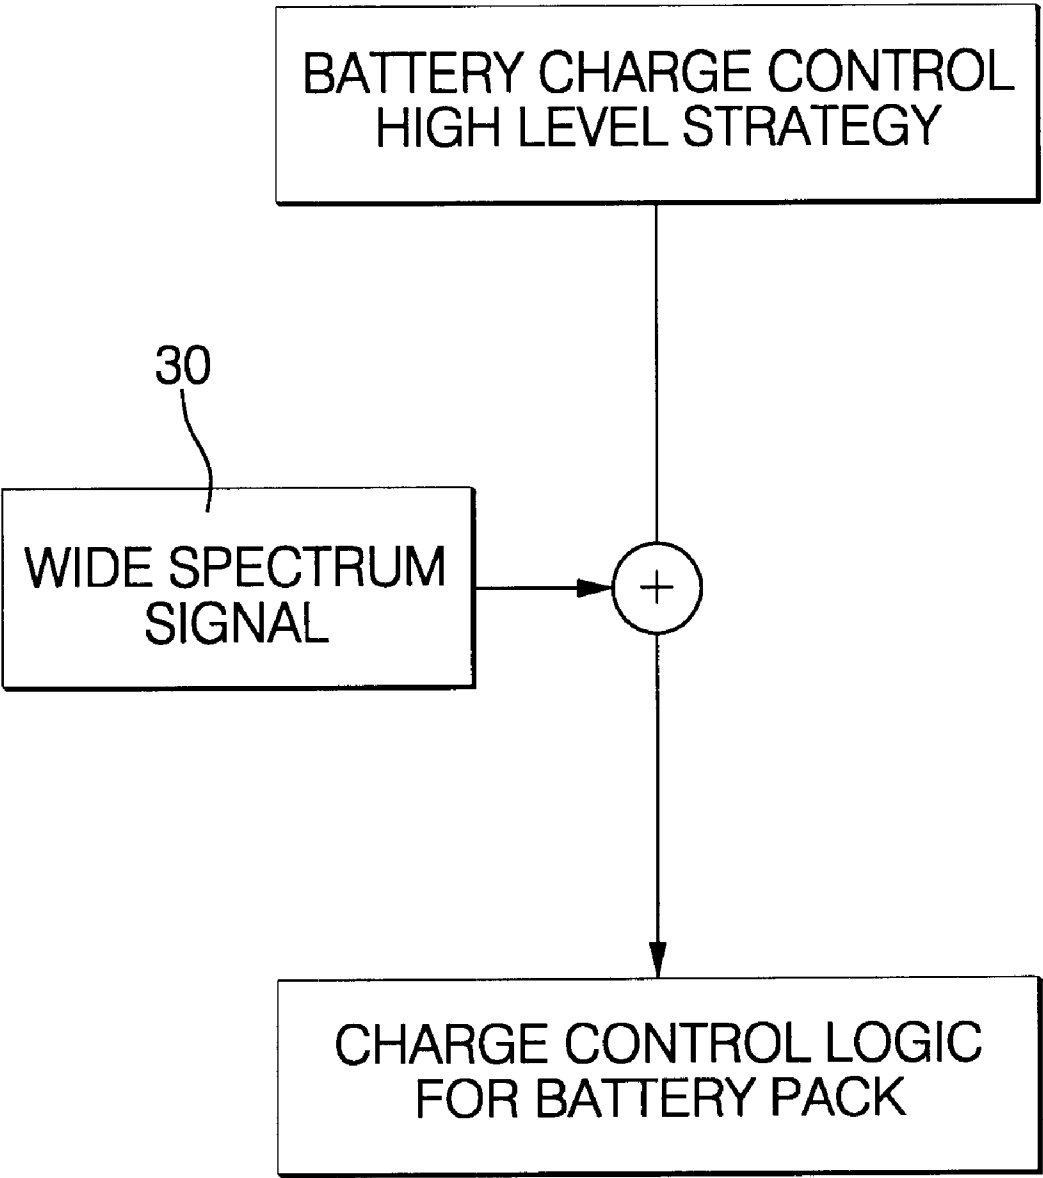 BATTERY CHARGE CONTROL
HIGH LEVEL STRATEGY
30
WIDE SPECTRUM
SIGNAL
+
CHARGE CONTROL LOGIC
FOR BATTERY PACK